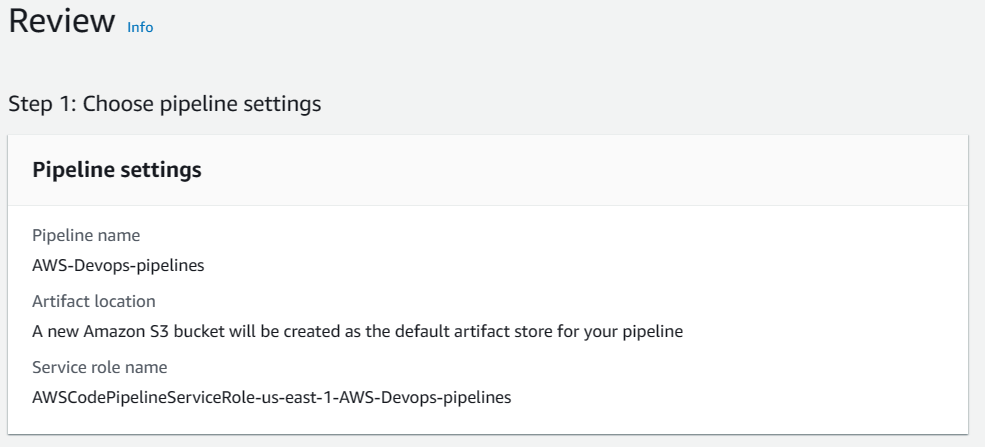 Review Info
Step 1: Choose pipeline settings
Pipeline settings
Pipeline name
AWS-Devops-pipelines
Artifact location
A new Amazon S3 bucket will be created as the default artifact store for your pipeline
Service role name
AWSCodePipelineServiceRole-us-east-1-AWS-Devops-pipelines